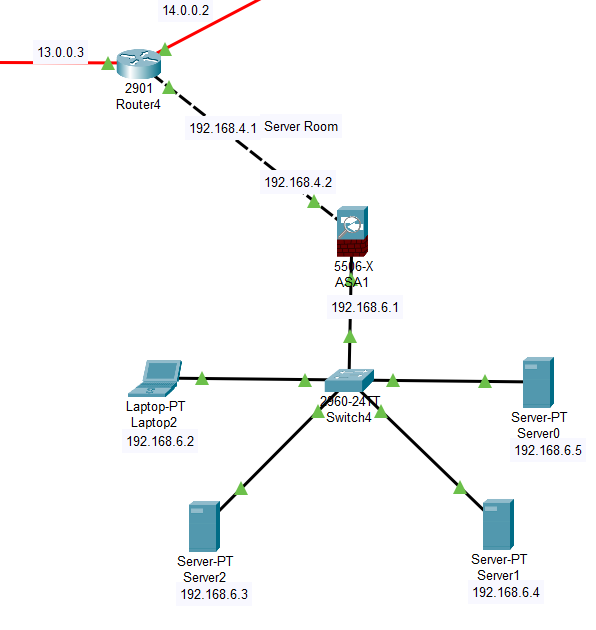 14.0.0.2
13.0.0.3
2901
Router4
192.168.4.1
Server Room
192.168.4.2
5506-X
ASA1
192.168.6.1
2960-24TT
Switch4
Laptop-PT
Laptop2
192.168.6.2
Server-PT
Server0
192.168.6.5
Server-PT
Server2
192.168.6.3
Server-PT
Server1
192.168.6.4